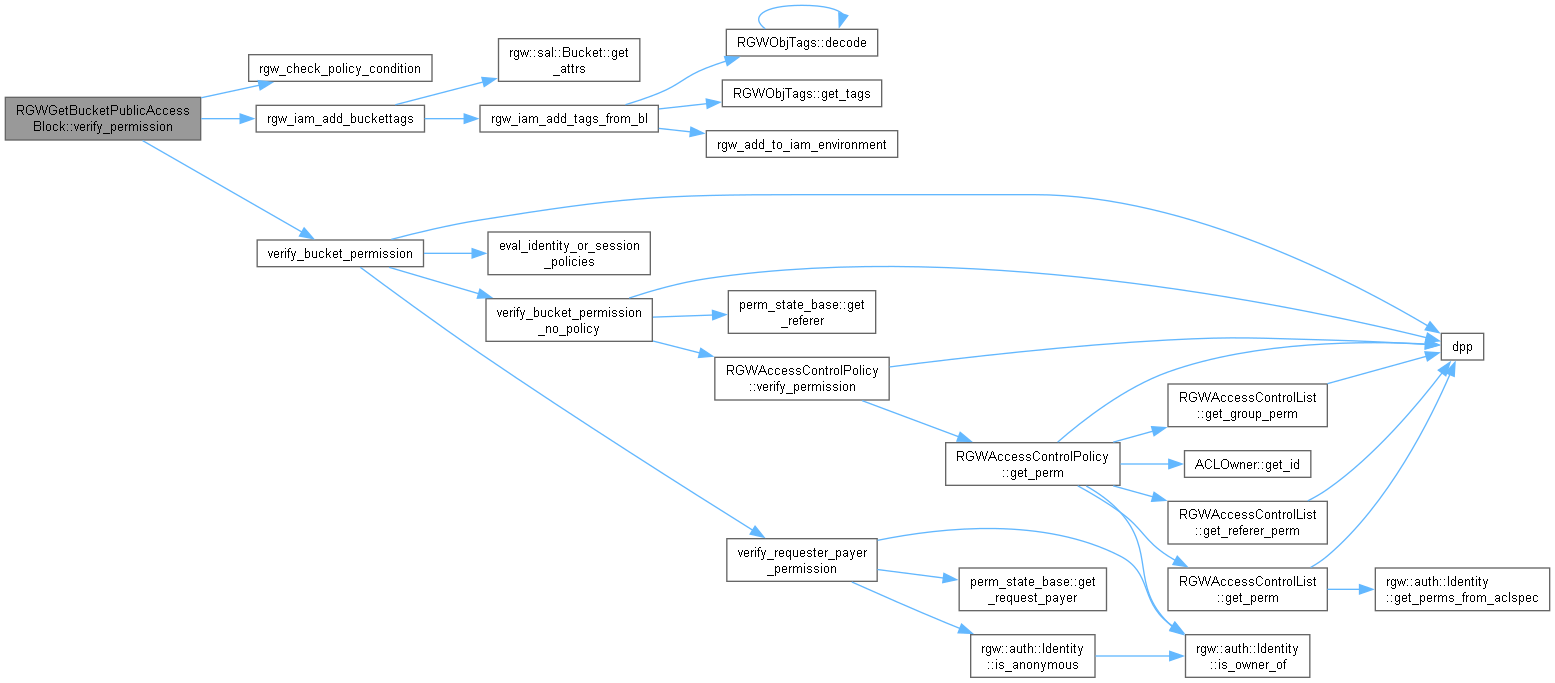 RGWGetBucketPublicAccess
Block::verify_permission
rgw_check_policy_condition
rgw_iam_add_buckettags
rgw::sal::Bucket::get
_attrs
rgw_iam_add_tags_from_bl
RGWObjTags::decode
RGWObjTags::get_tags
rgw_add_to_iam_environment
verify_bucket_permission
eval_identity_or_session
_policies
verify_bucket_permission
_no_policy
perm_state_base::get
_referer
RGWAccessControlPolicy
::verify_permission
dpp
RGWAccessControlPolicy
::get_perm
RGWAccessControlList
::get_group_perm
ACLOwner::get_id
RGWAccessControlList
::get_referer_perm
RGWAccessControlList
::get_perm
rgw::auth::Identity
::get_perms_from_aclspec
verify_requester_payer
_permission
perm_state_base::get
_request_payer
rgw::auth::Identity
::is_anonymous
rgw::auth::Identity
::is_owner_of